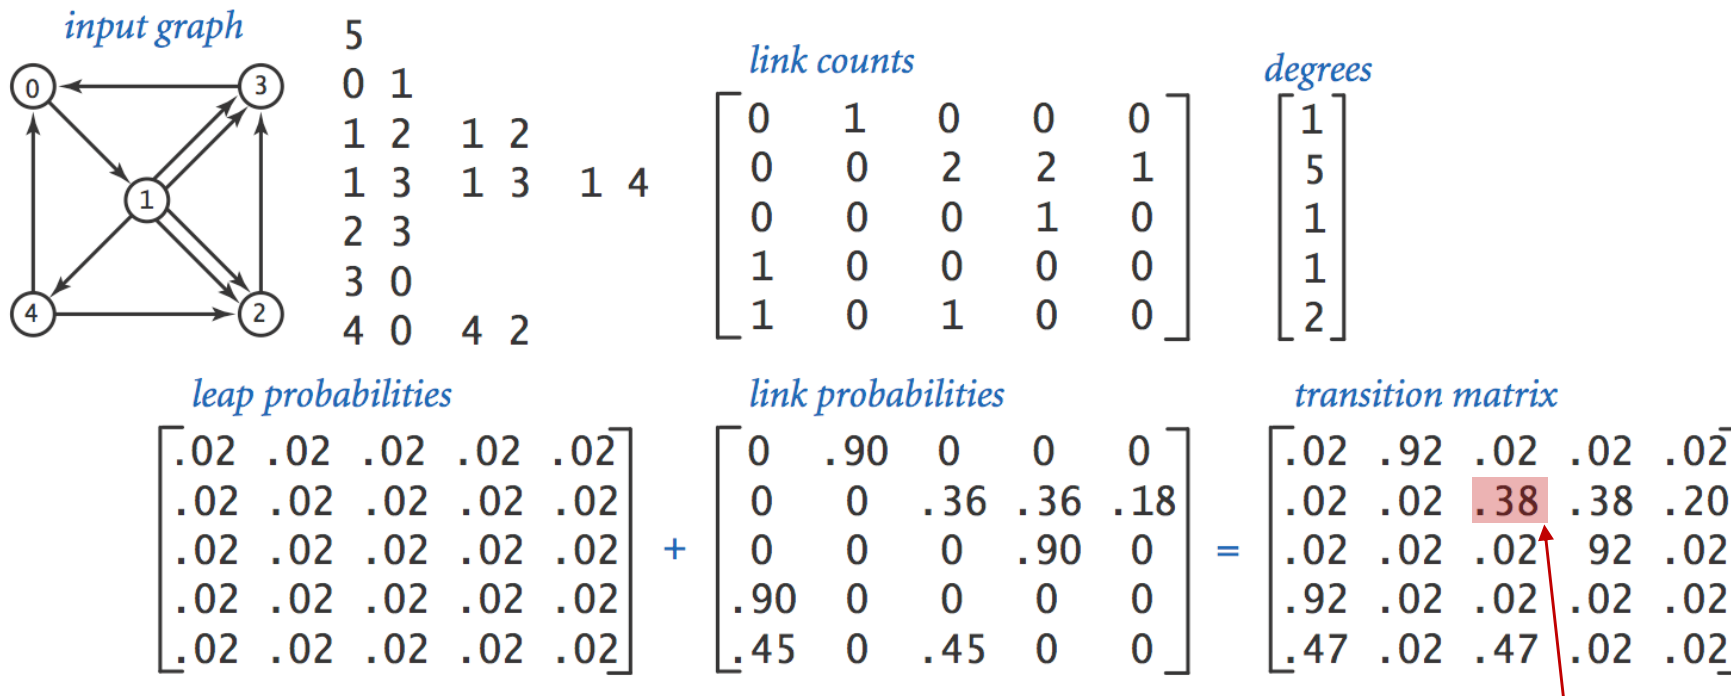 input graph
0
3
1
4
2
5
0 1
1 2 1 2
1 3 1 3 1 4
2 3
3 0
4 0 4 2
link counts
0 1 0 0 0
0 0 2 2 1
0 0 0 1 0
1 0 0 0 0
1 0 1 0 0
degrees
1
5
1
1
2
leap probabilities
.02 .02 .02 .02 .02
.02 .02 .02 .02 .02
.02 .02 .02 .02 .02
.02 .02 .02 .02 .02
.02 .02 .02 .02 .02
+
link probabilities
0 .90 0 0 0
0 0 .36 .36 .18
0 0 0 .90 0
.90 0 0 0 0
.45 0 .45 0 0
=
transition matrix
.02 .92 .02 .02 .02
.02 .02 .38 .38 .20
.02 .02 .02 92 .02
.92 .02 .02 .02 .02
.47 .02 .47 .02 .02